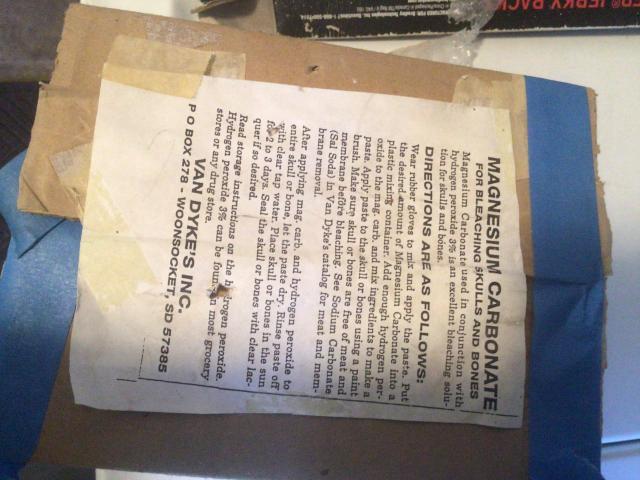 MAGNESIUM CARBONATE
FOR BLEACHING SKULLS AND BONES
Magnesium Carbonate used in conjunction with
hydrogen peroxide 3% is an excellent bleaching solu-
tion for skulls and bones.
DIRECTIONS ARE AS FOLLOWS:
Wear rubber gloves to mix and apply the paste. Put
the desired amount of Magnesium Carbonate into a
plastic mixing container. Add enough hydrogen per-
oxide to the mag. carb. and mix ingredients to make a
paste. Apply paste to the skull or bones using a paint
brush. Make sure skull or bones are free of meat and
membrane before bleaching. See Sodium Carbonate
(Sal Soda) in Van Dyke's catalog for meat and mem-
brane removal.
After applying mag. carb. and hydrogen peroxide to
entire skull or bone, let the paste dry. Rinse paste off
with clear tap water. Place skull or bones in the sun
for 2 to 3 days. Seal the skull or bones with clear lac-
quer if so desired.
Read storage instructions on the hydrogen peroxide.
Hydrogen peroxide 3% can be found in most grocery
stores or any drug store.
VAN DYKE'S INC.
P O BOX 278 - WOONSOCKET, SD 57385
JERKY RACK